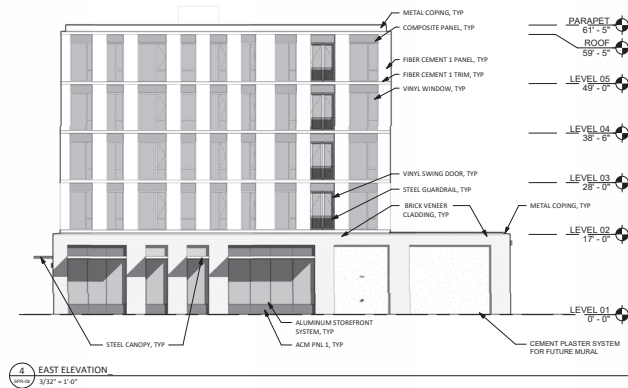 METAL COPING, TYP
COMPOSITE PANEL, TYP
FIBER CEMENT 1 PANEL, TYP
FIBER CEMENT 1 TRIM, TYP
VINYL WINDOW, TYP
VINYL SWING DOOR, TYP
STEEL GUARDRAIL, TYP
BRICK VENEER
CLADDING, TYP
METAL COPING, TYP
PARAPET
61' - 5"
ROOF
59' - 5"
LEVEL 05
49' - 0"
LEVEL 04
38' - 6"
LEVEL 03
28' - 0"
LEVEL 02
17' - 0"
LEVEL 01
0' - 0"
STEEL CANOPY, TYP
ALUMINUM STOREFRONT
SYSTEM, TYP
ACM PNL 1, TYP
CEMENT PLASTER SYSTEM
FOR FUTURE MURAL
4
SPR-08
EAST ELEVATION_
3/32" = 1'-0"